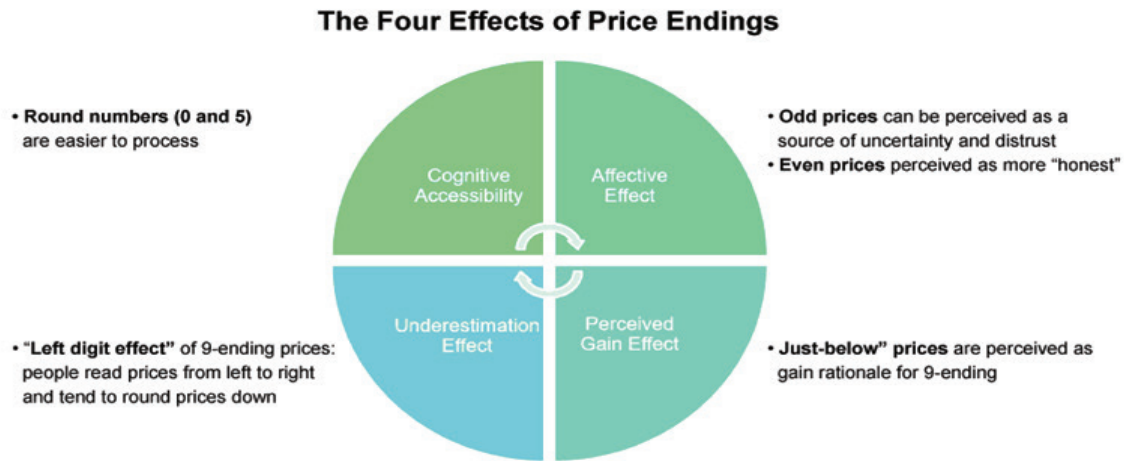 The Four Effects of Price Endings
• Round numbers (0 and 5)
are easier to process
Cognitive
Accessibility
Affective
Effect
• Odd prices can be perceived as a
source of uncertainty and distrust
• Even prices perceived as more “honest”
• “Left digit effect” of 9-ending prices:
people read prices from left to right
and tend to round prices down
Underestimation
Effect
Perceived
Gain Effect
• Just-below” prices are perceived as
gain rationale for 9-ending